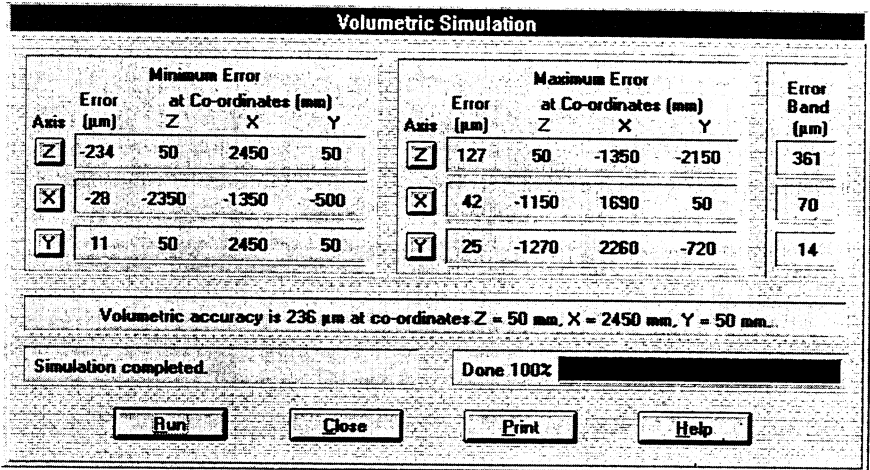 Volumetric Simulation
Minimum Error
Error at Co-ordinates (mm)
Axis (µm) Z X Y
Z -234 50 2450 50
X -28 -2350 -1350 -500
Y 11 50 2450 50
Maximum Error
Error at Co-ordinates (mm)
Axis (µm) Z X Y
Z 127 50 -1350 -2150
X 42 -1150 1690 50
Y 25 -1270 2260 -720
Error
Band
(µm)
361
70
14
Volumetric accuracy is 236 µm at co-ordinates Z = 50 mm, X = 2450 mm, Y = 50 mm.
Simulation completed.
Done 100%
Run Close Print Help